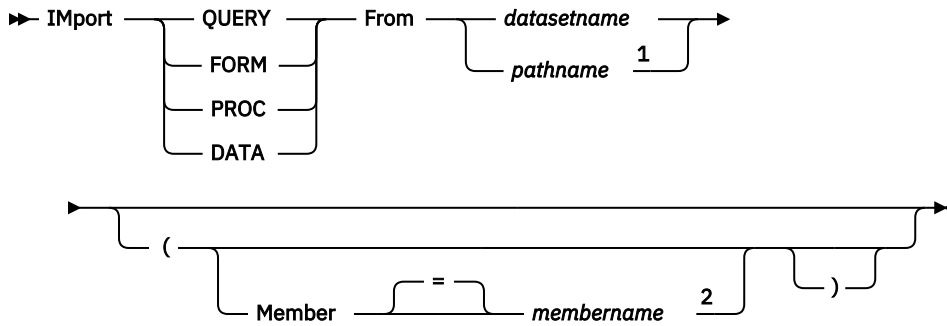 IMport QUERY From datasetname
FORM pathname 1
PROC
DATA
(
Member = membername 2 )